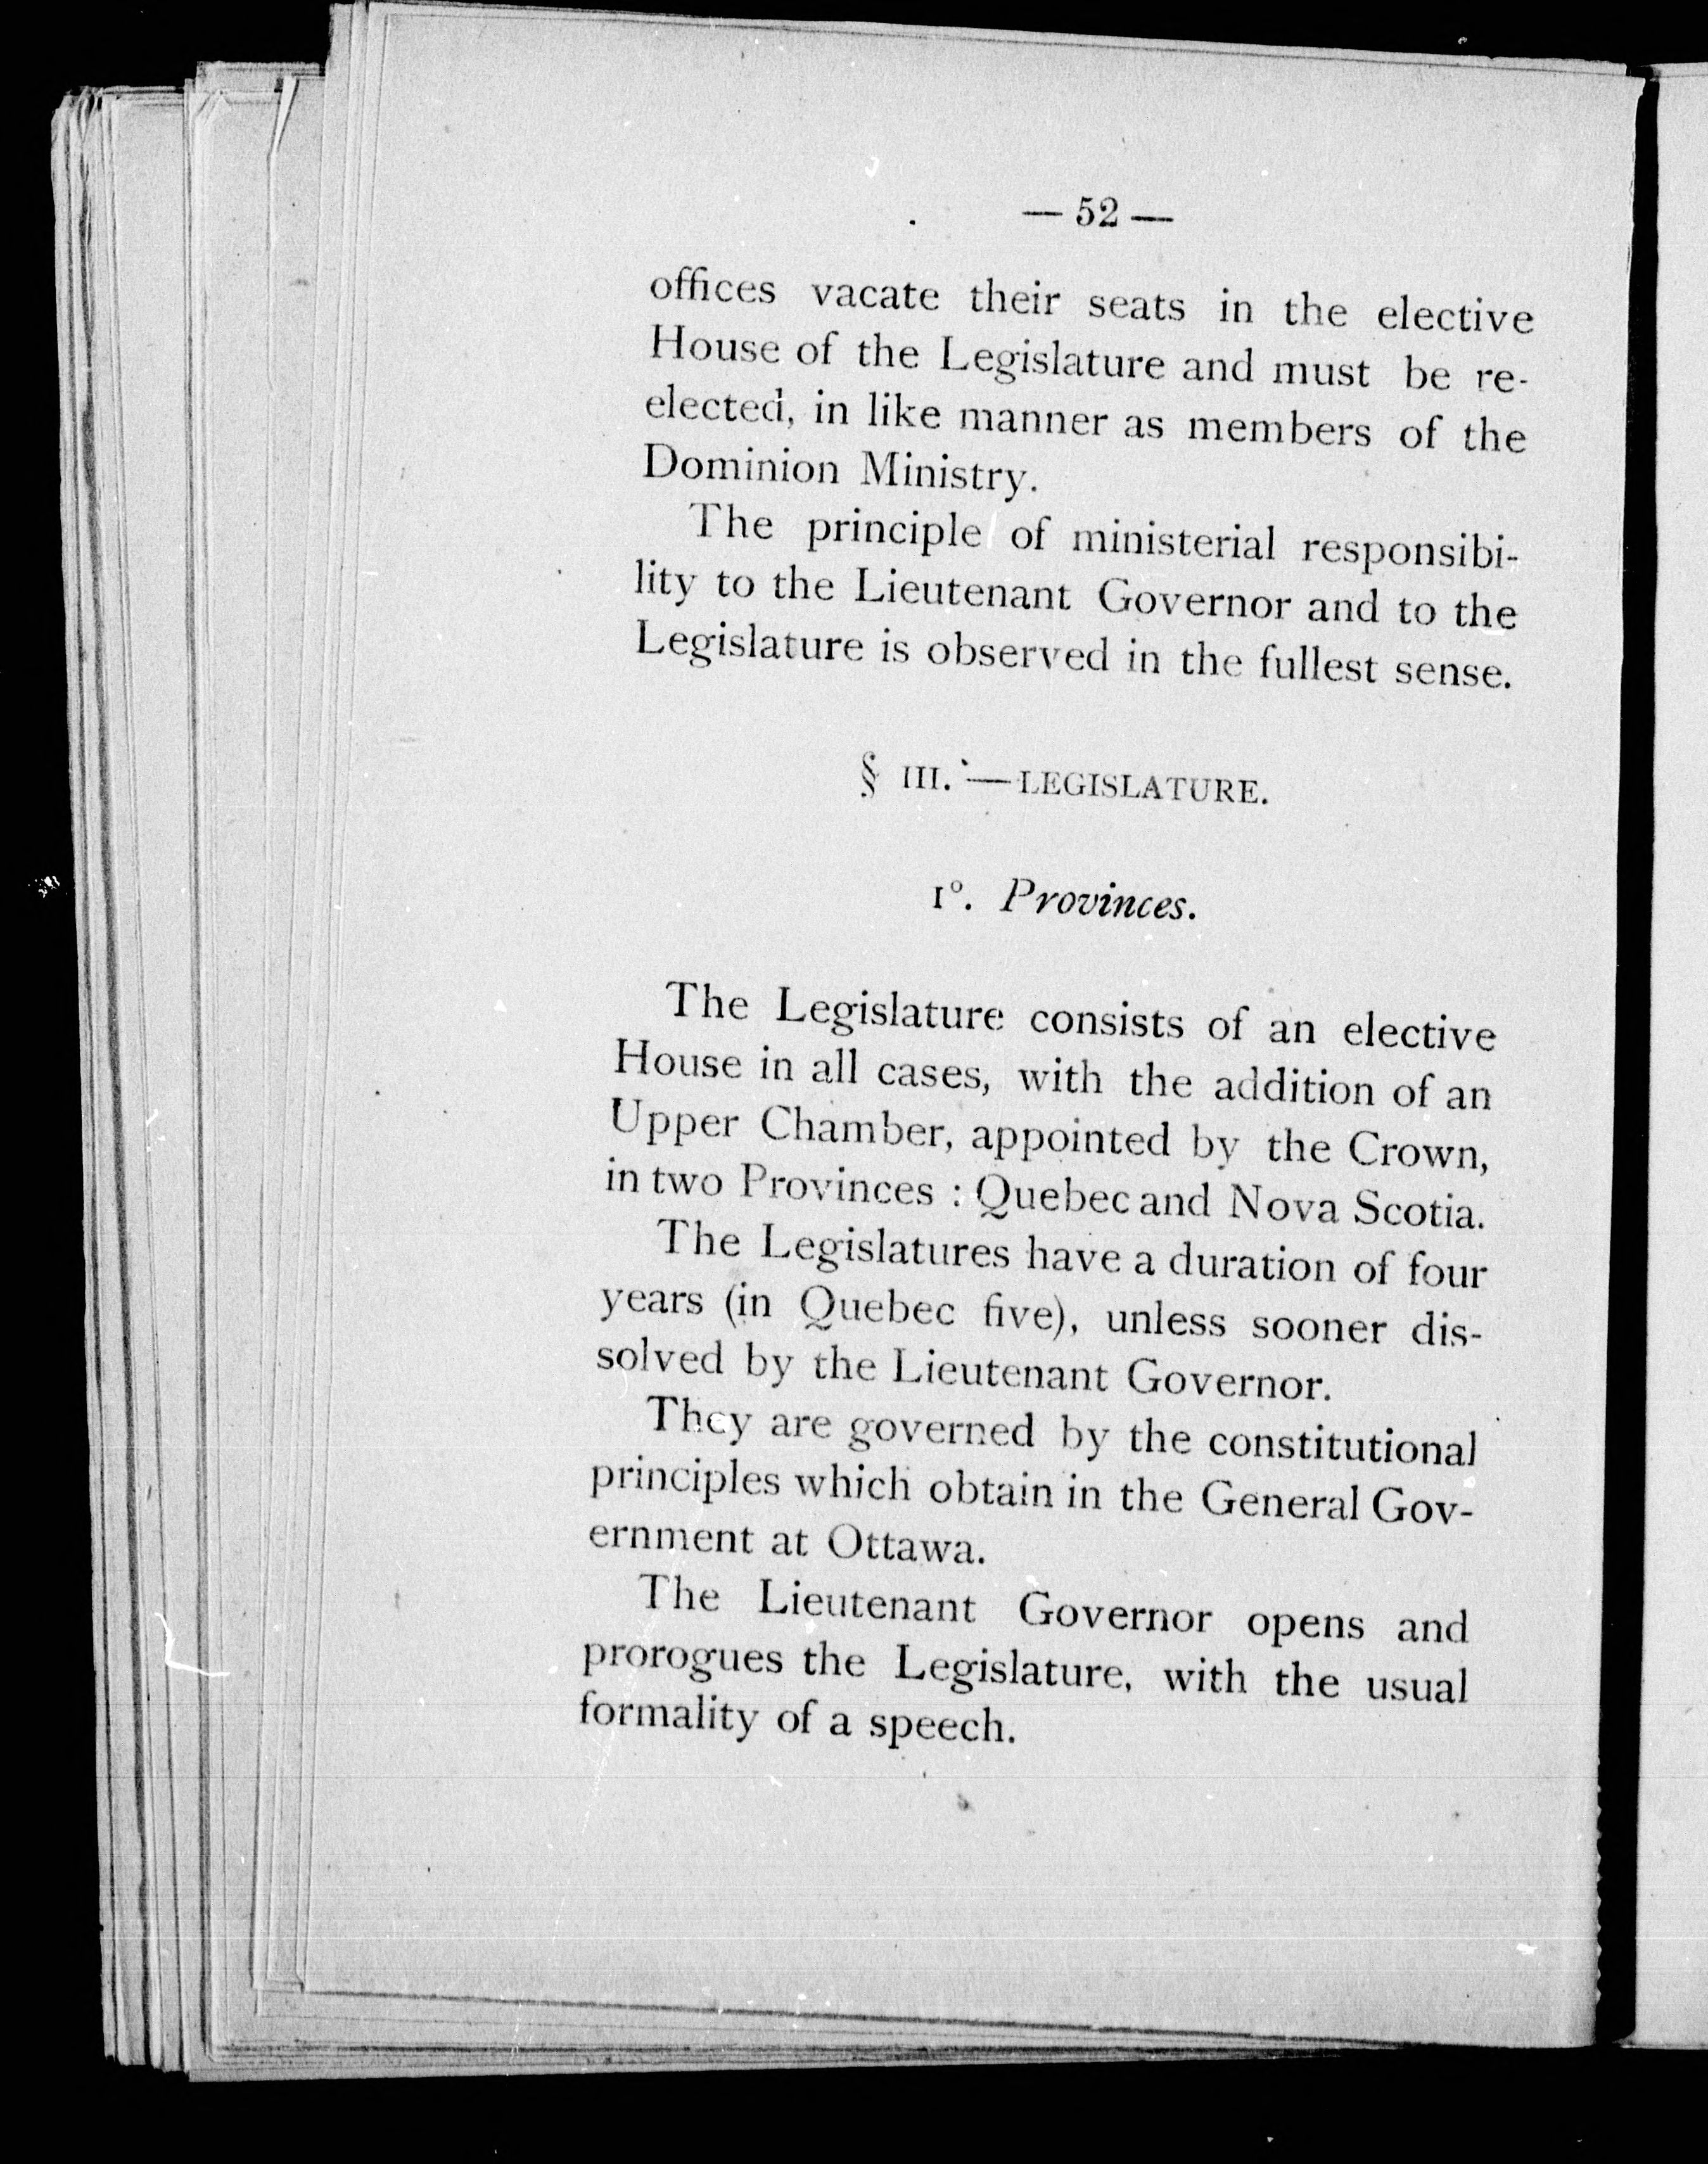 — 52 —
offices vacate their seats in the elective
House of the Legislature and must be re-
elected, in like manner as members of the
Dominion Ministry.
The principle of ministerial responsibi-
lity to the Lieutenant Governor and to the
Legislature is observed in the fullest sense.
§ III. — LEGISLATURE.
1°. Provinces.
The Legislature consists of an elective
House in all cases, with the addition of an
Upper Chamber, appointed by the Crown,
in two Provinces : Quebec and Nova Scotia.
The Legislatures have a duration of four
years (in Quebec five), unless sooner dis-
solved by the Lieutenant Governor.
They are governed by the constitutional
principles which obtain in the General Gov-
ernment at Ottawa.
The Lieutenant Governor opens and
prorogues the Legislature, with the usual
formality of a speech.